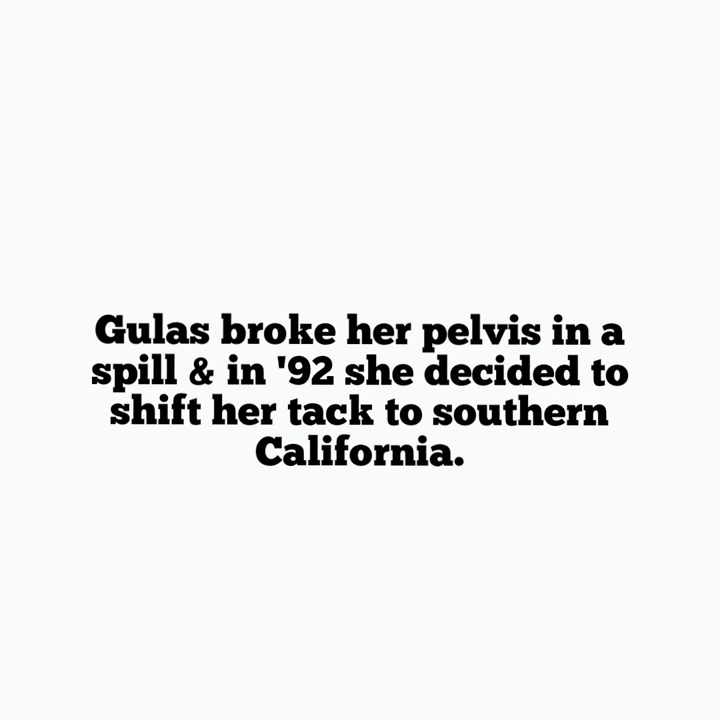 Gulas broke her pelvis in a
spill & in '92 she decided to
shift her tack to southern
California.